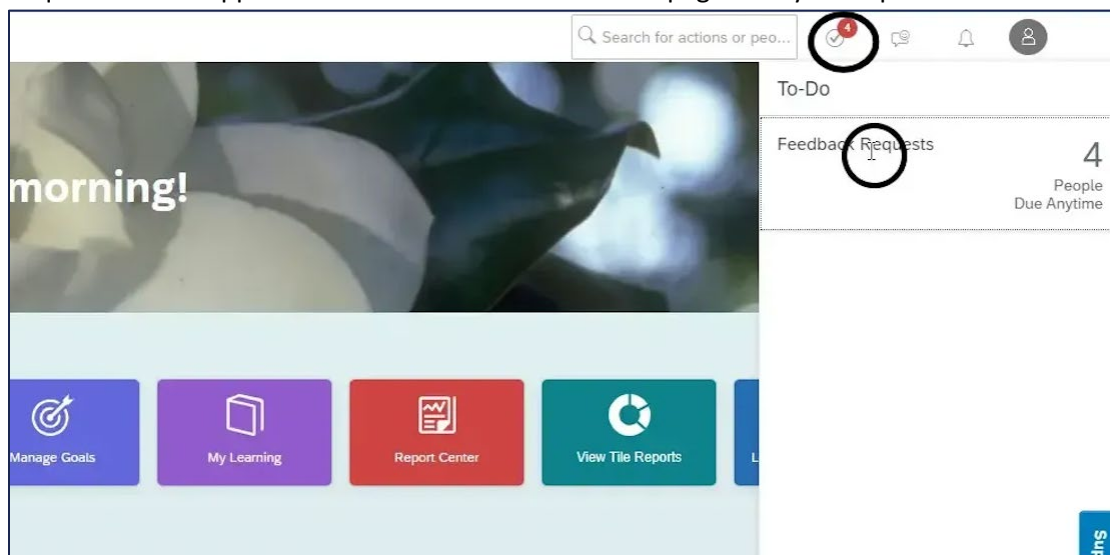 Search for actions or peo...
4
To-Do
Feedback Requests
4
People
Due Anytime
morning!
Manage Goals
My Learning
Report Center
View Tile Reports
L
Sup